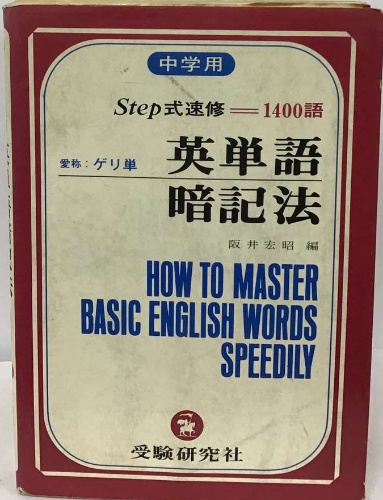 中学用
Step式速修＝1400語
愛称：ゲリ単
英単語
暗記法
阪井宏昭 編
HOW TO MASTER
BASIC ENGLISH WORDS
SPEEDILY
受験研究社